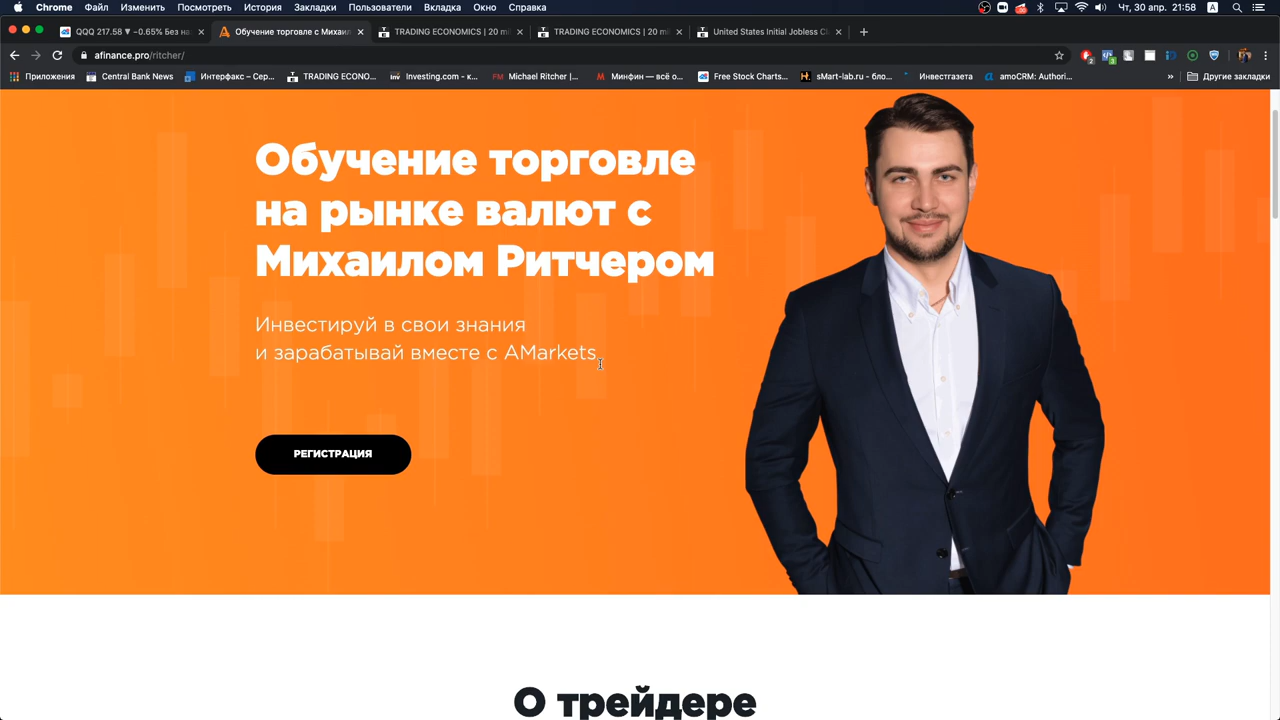 Chrome Файл Изменить Посмотреть История Закладки Пользователи Вкладка Окно Справка Чт, 30 апр. 21:58 A
QQQ 217.58 ▼ −0.65% Без на Обучение торговле с Михаил TRADING ECONOMICS | 20 mi TRADING ECONOMICS | 20 mi United States Initial Jobless Cl
afinance.pro/ritcher/
Приложения Central Bank News Интерфакс – Сер... TRADING ECONO... Investing.com - к... Michael Ritcher |... Минфин — всё о... Free Stock Charts... sMart-lab.ru - бло... Инвестгазета amoCRM: Authori... » Другие закладки
Обучение торговле
на рынке валют с
Михаилом Ритчером
Инвестируй в свои знания
и зарабатывай вместе с AMarkets
РЕГИСТРАЦИЯ
О трейдере